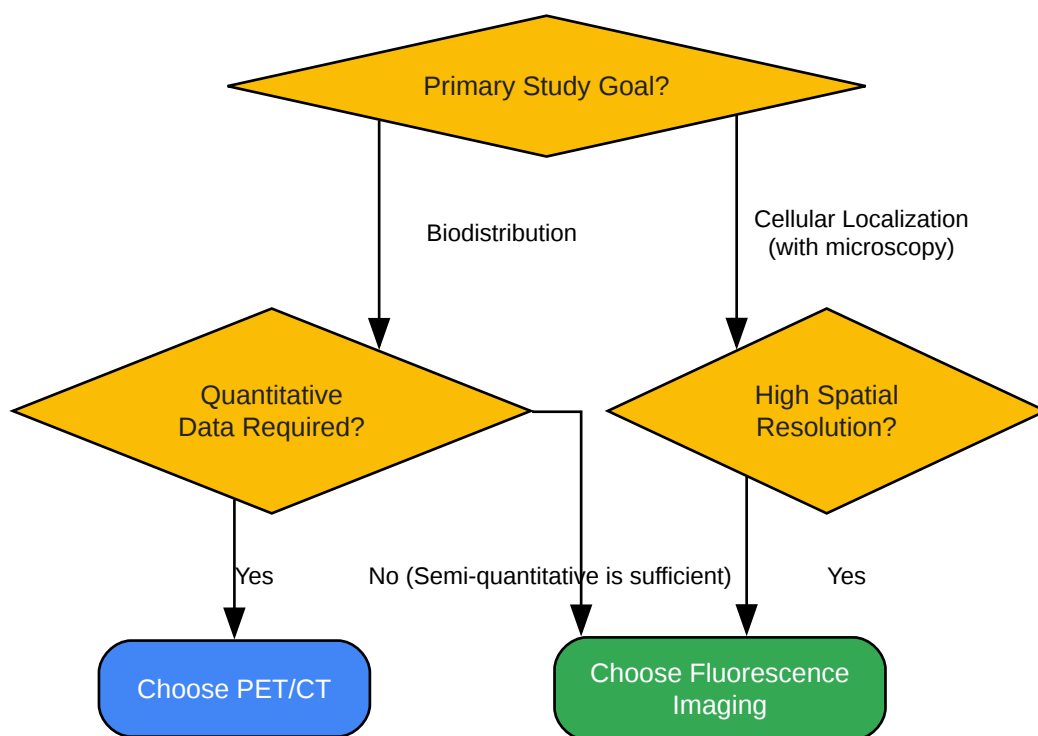 Primary Study Goal?
Biodistribution
Cellular Localization
(with microscopy)
Quantitative
Data Required?
High Spatial
Resolution?
Yes
No (Semi-quantitative is sufficient)
Yes
Choose PET/CT
Choose Fluorescence
Imaging